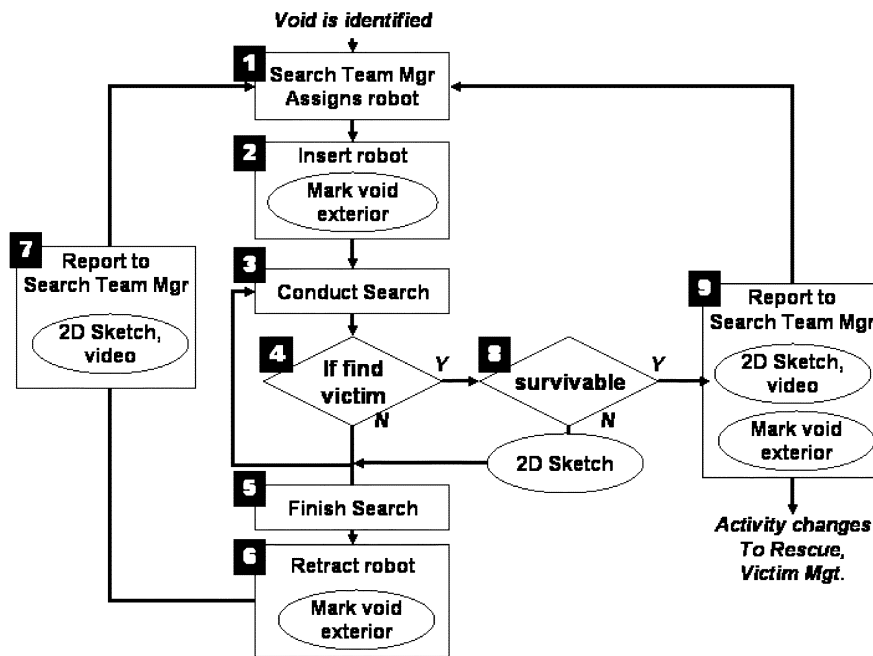 Void is identified
1
Search Team Mgr
Assigns robot
2
Insert robot
Mark void
exterior
3
Conduct Search
4
If find
victim
Y
N
8
survivable
Y
N
2D Sketch
5
Finish Search
6
Retract robot
Mark void
exterior
7
Report to
Search Team Mgr
2D Sketch,
video
9
Report to
Search Team Mgr
2D Sketch,
video
Mark void
exterior
Activity changes
To Rescue,
Victim Mgt.